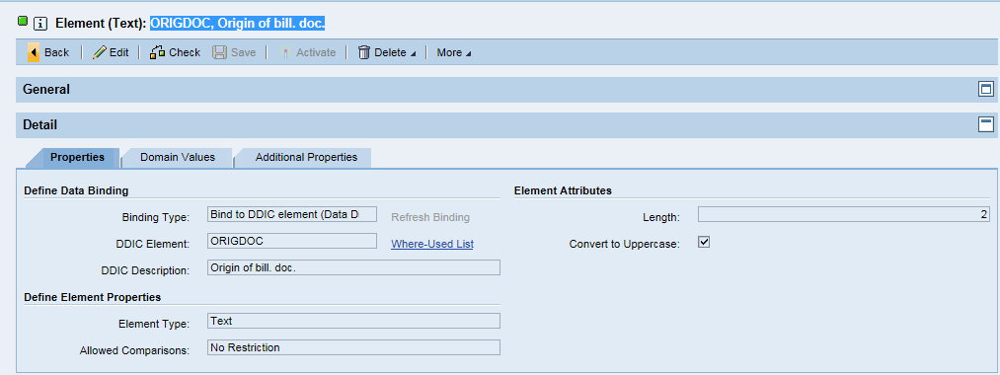 Element (Text): ORIGDOC, Origin of bill. doc.
Back Edit Check Save Activate Delete More
General
Detail
Properties Domain Values Additional Properties
Define Data Binding Element Attributes
Binding Type: Bind to DDIC element (Data D Refresh Binding Length: 2
DDIC Element: ORIGDOC Where-Used List Convert to Uppercase:
DDIC Description: Origin of bill. doc.
Define Element Properties
Element Type: Text
Allowed Comparisons: No Restriction